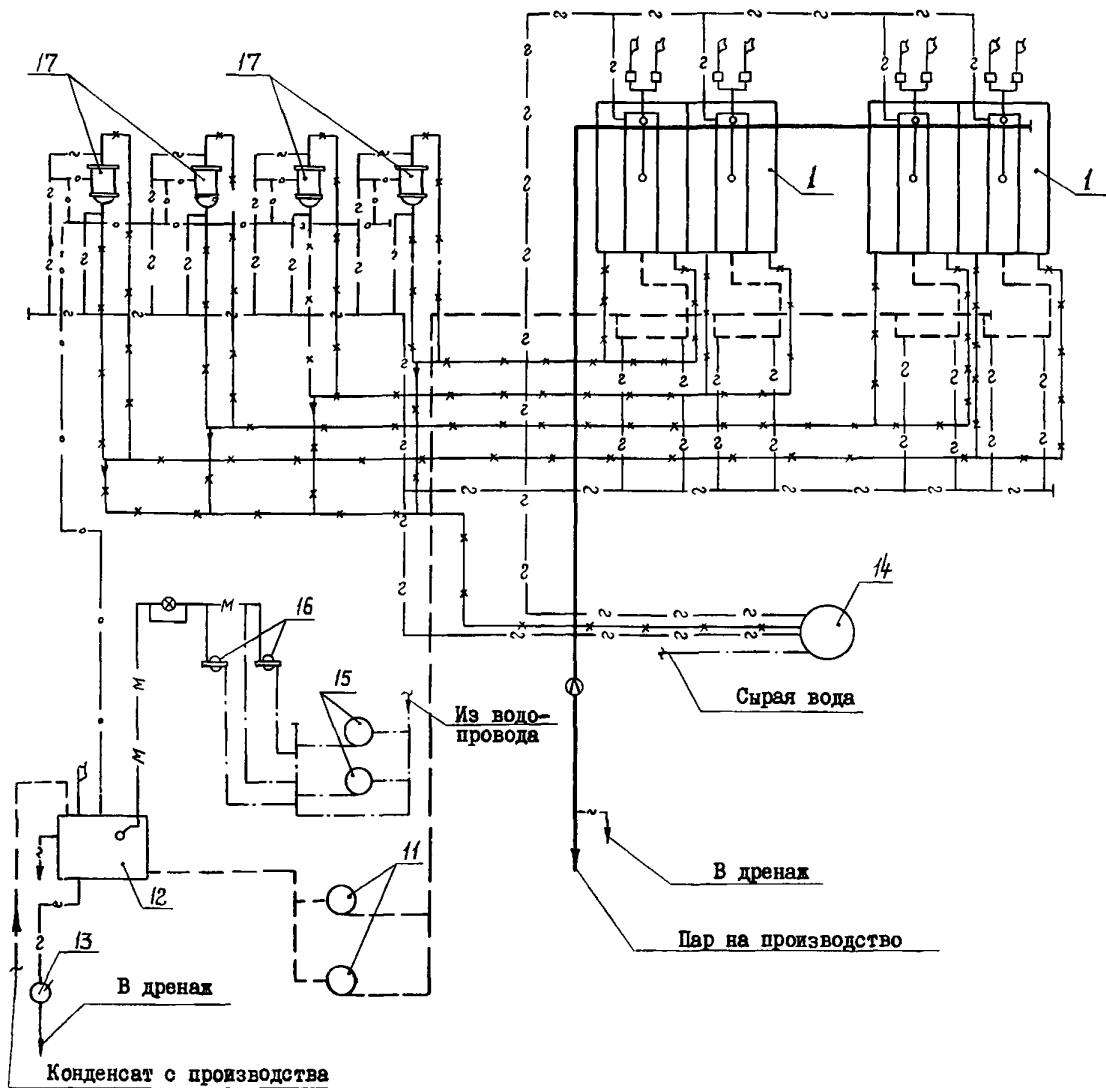 17
17
1
1
14
Сырая вода
16
15
Из водо-
провода
М
М
М
11
12
13
В дренаж
В дренаж
Пар на производство
Конденсат с производства